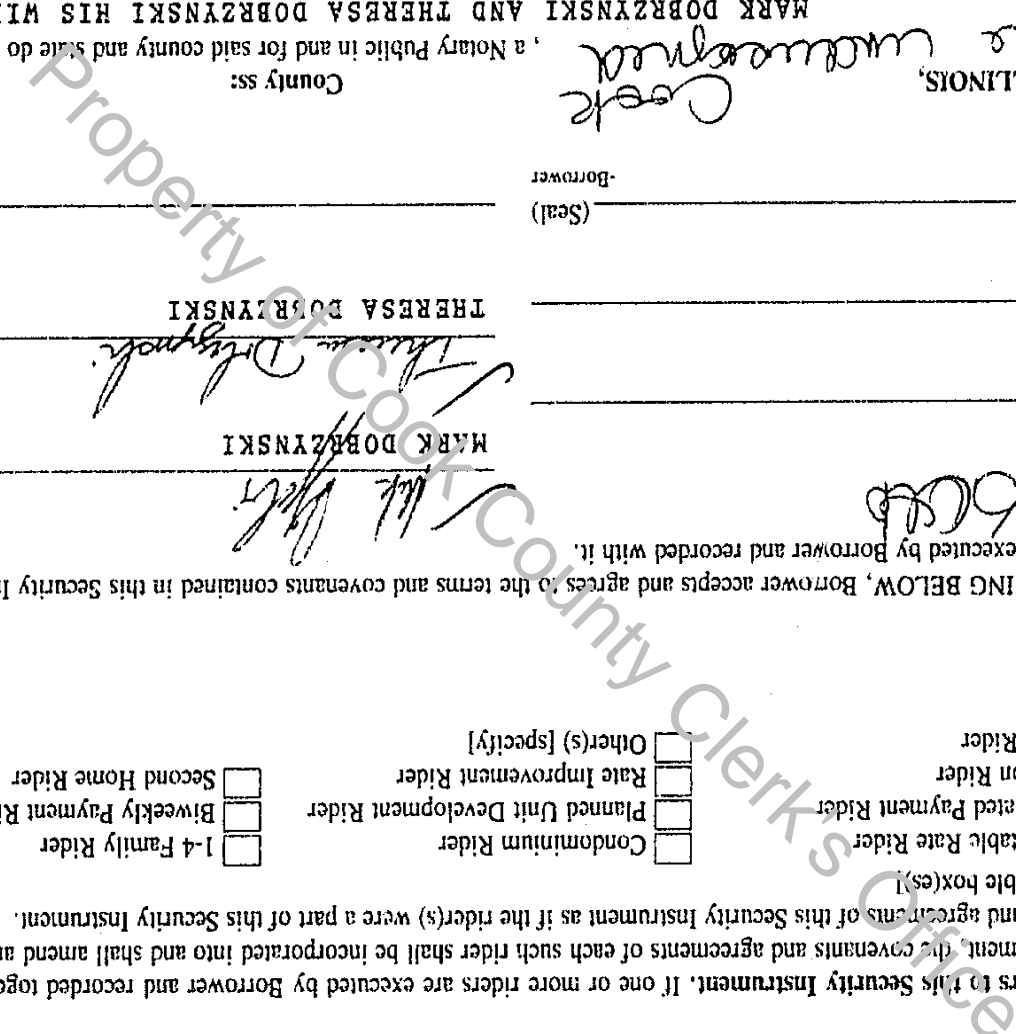 rs to this Security Instrument. If one or more riders are executed by Borrower and recorded toge
ment, the covenants and agreements of each such rider shall be incorporated into and shall amend a
and agreements of this Security Instrument as if the rider(s) were a part of this Security Instrument.
ble box(es)]
table Rate Rider Condominium Rider 1-4 Family Rider
ated Payment Rider Planned Unit Development Rider Biweekly Payment Ri
on Rider Rate Improvement Rider Second Home Rider
Rider Other(s) [specify]
ING BELOW, Borrower accepts and agrees to the terms and covenants contained in this Security I
executed by Borrower and recorded with it.
MARK DOBRZYNSKI
Theresa Dobrzynski
THERESA DOBRZYNSKI
(Seal)
-Borrower
LLINOIS, Cook County ss:
e undersigned , a Notary Public in and for said county and state do
MARK DOBRZYNSKI AND THERESA DOBRZYNSKI HIS WI
Property of Cook County Clerk's Office